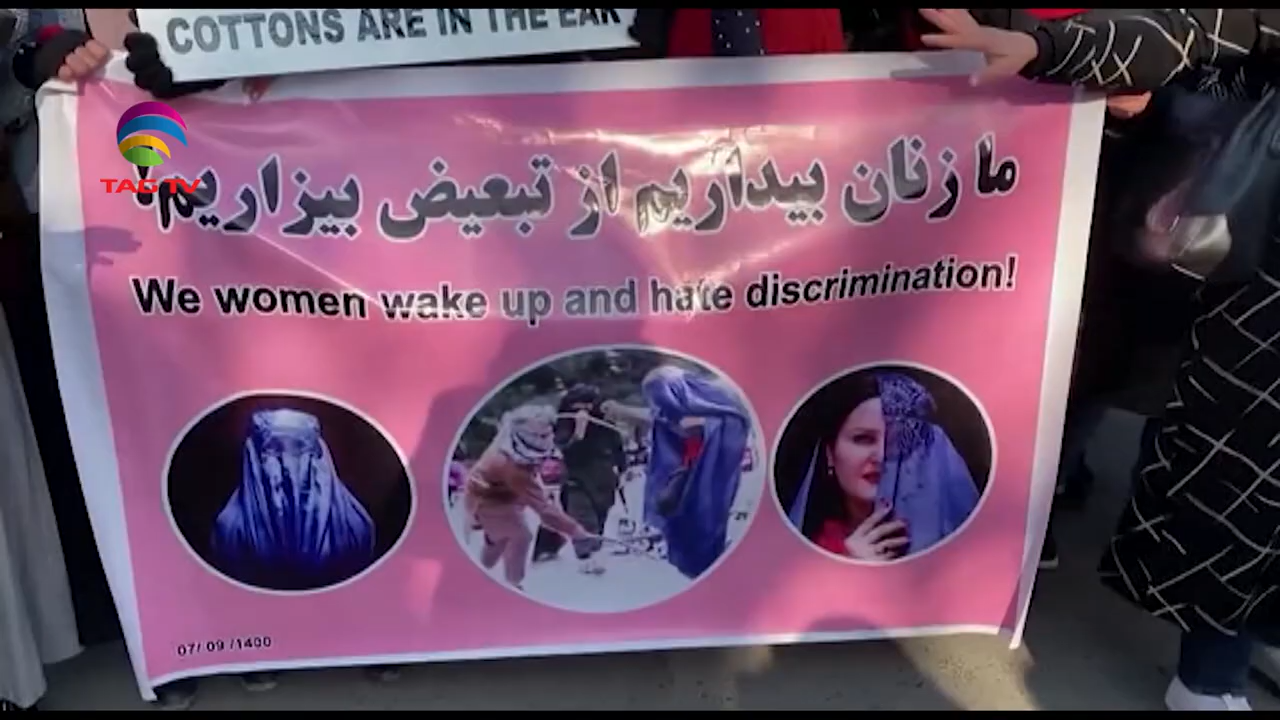 COTTONS ARE IN THE EAR
TAG TV
ما زنان بیداریم از تبعیض بیزاریم!
We women wake up and hate discrimination!
07/ 09 /1400